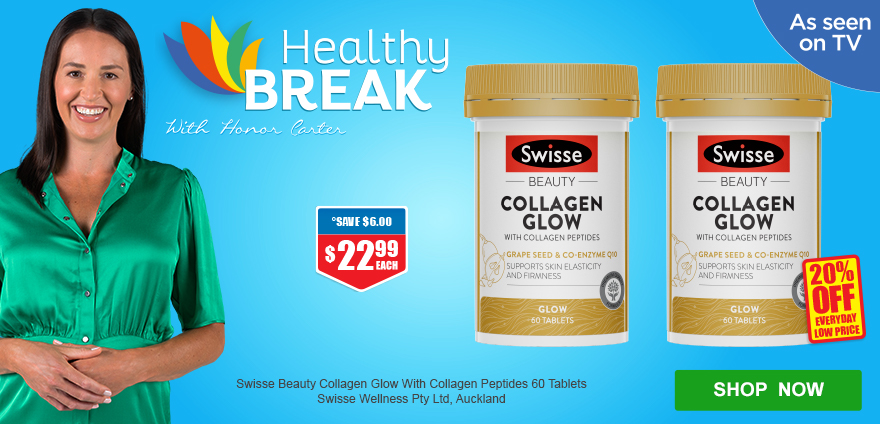 As seen
on TV
Healthy
BREAK
With Honor Carter
°SAVE $6.00
$22.99
EACH
Swisse
BEAUTY
COLLAGEN
GLOW
WITH COLLAGEN PEPTIDES
GRAPE SEED & CO-ENZYME Q10
SUPPORTS SKIN ELASTICITY
AND FIRMNESS
GLOW
60 TABLETS
Swisse
BEAUTY
COLLAGEN
GLOW
WITH COLLAGEN PEPTIDES
GRAPE SEED & CO-ENZYME Q10
SUPPORTS SKIN ELASTICITY
AND FIRMNESS
GLOW
60 TABLETS
20%
OFF
EVERYDAY
LOW PRICE
Swisse Beauty Collagen Glow With Collagen Peptides 60 Tablets
Swisse Wellness Pty Ltd, Auckland
SHOP NOW